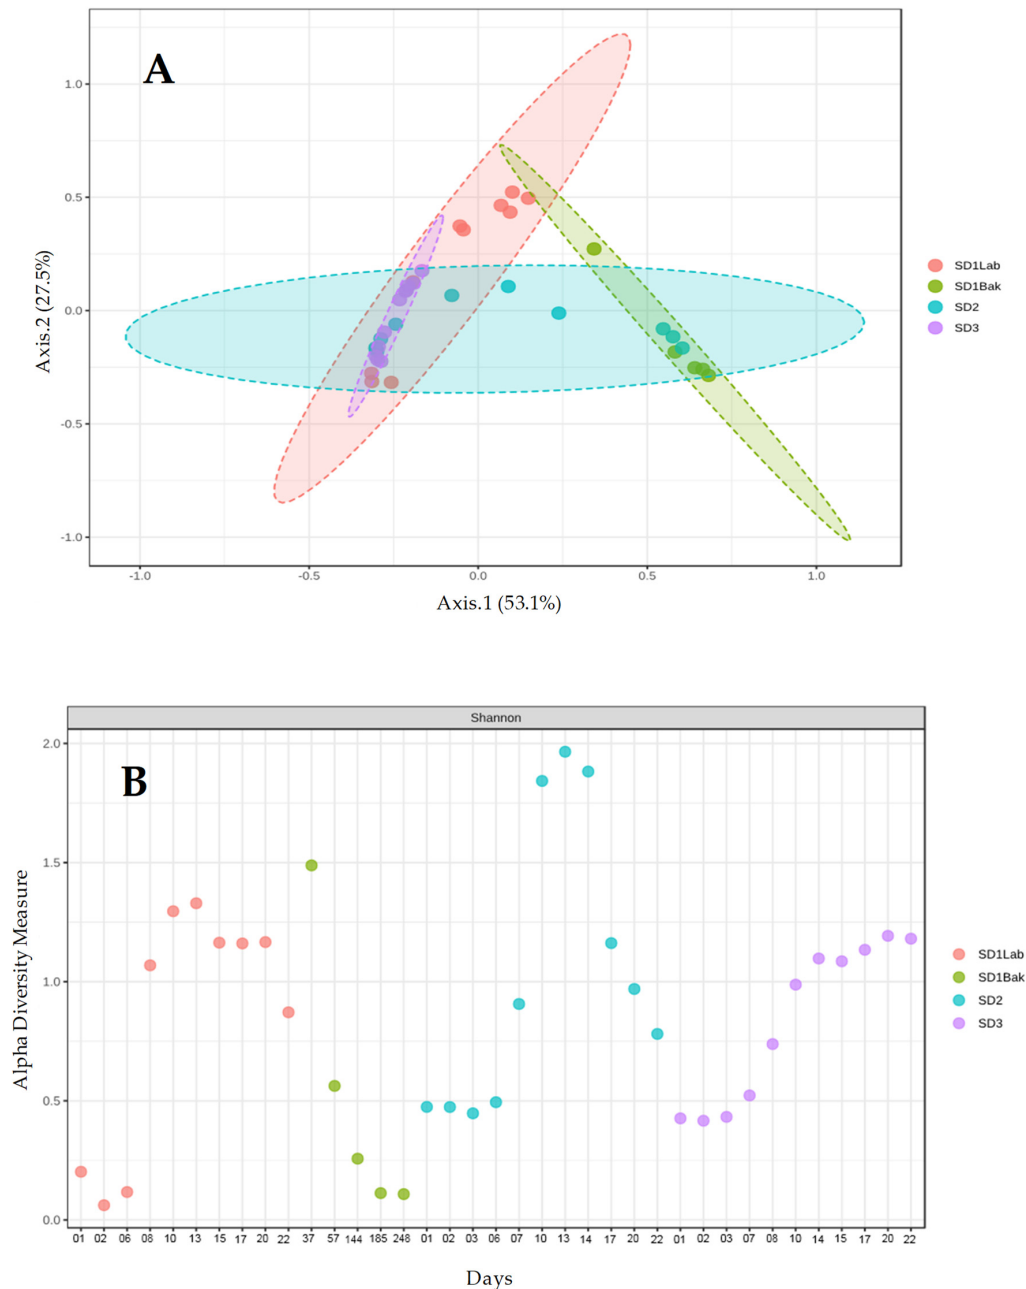 A
Axis.2 (27.5%)
1.0
0.5
0.0
-0.5
-1.0
-1.0 -0.5 0.0 0.5 1.0
Axis.1 (53.1%)
SD1Lab
SD1Bak
SD2
SD3
Shannon
B
Alpha Diversity Measure
2.0
1.5
1.0
0.5
0.0
01 02 06 08 10 13 15 17 20 22 37 57 144 185 248 01 02 03 06 07 10 13 14 17 20 22 01 02 03 07 08 10 14 15 17 20 22
Days
SD1Lab
SD1Bak
SD2
SD3